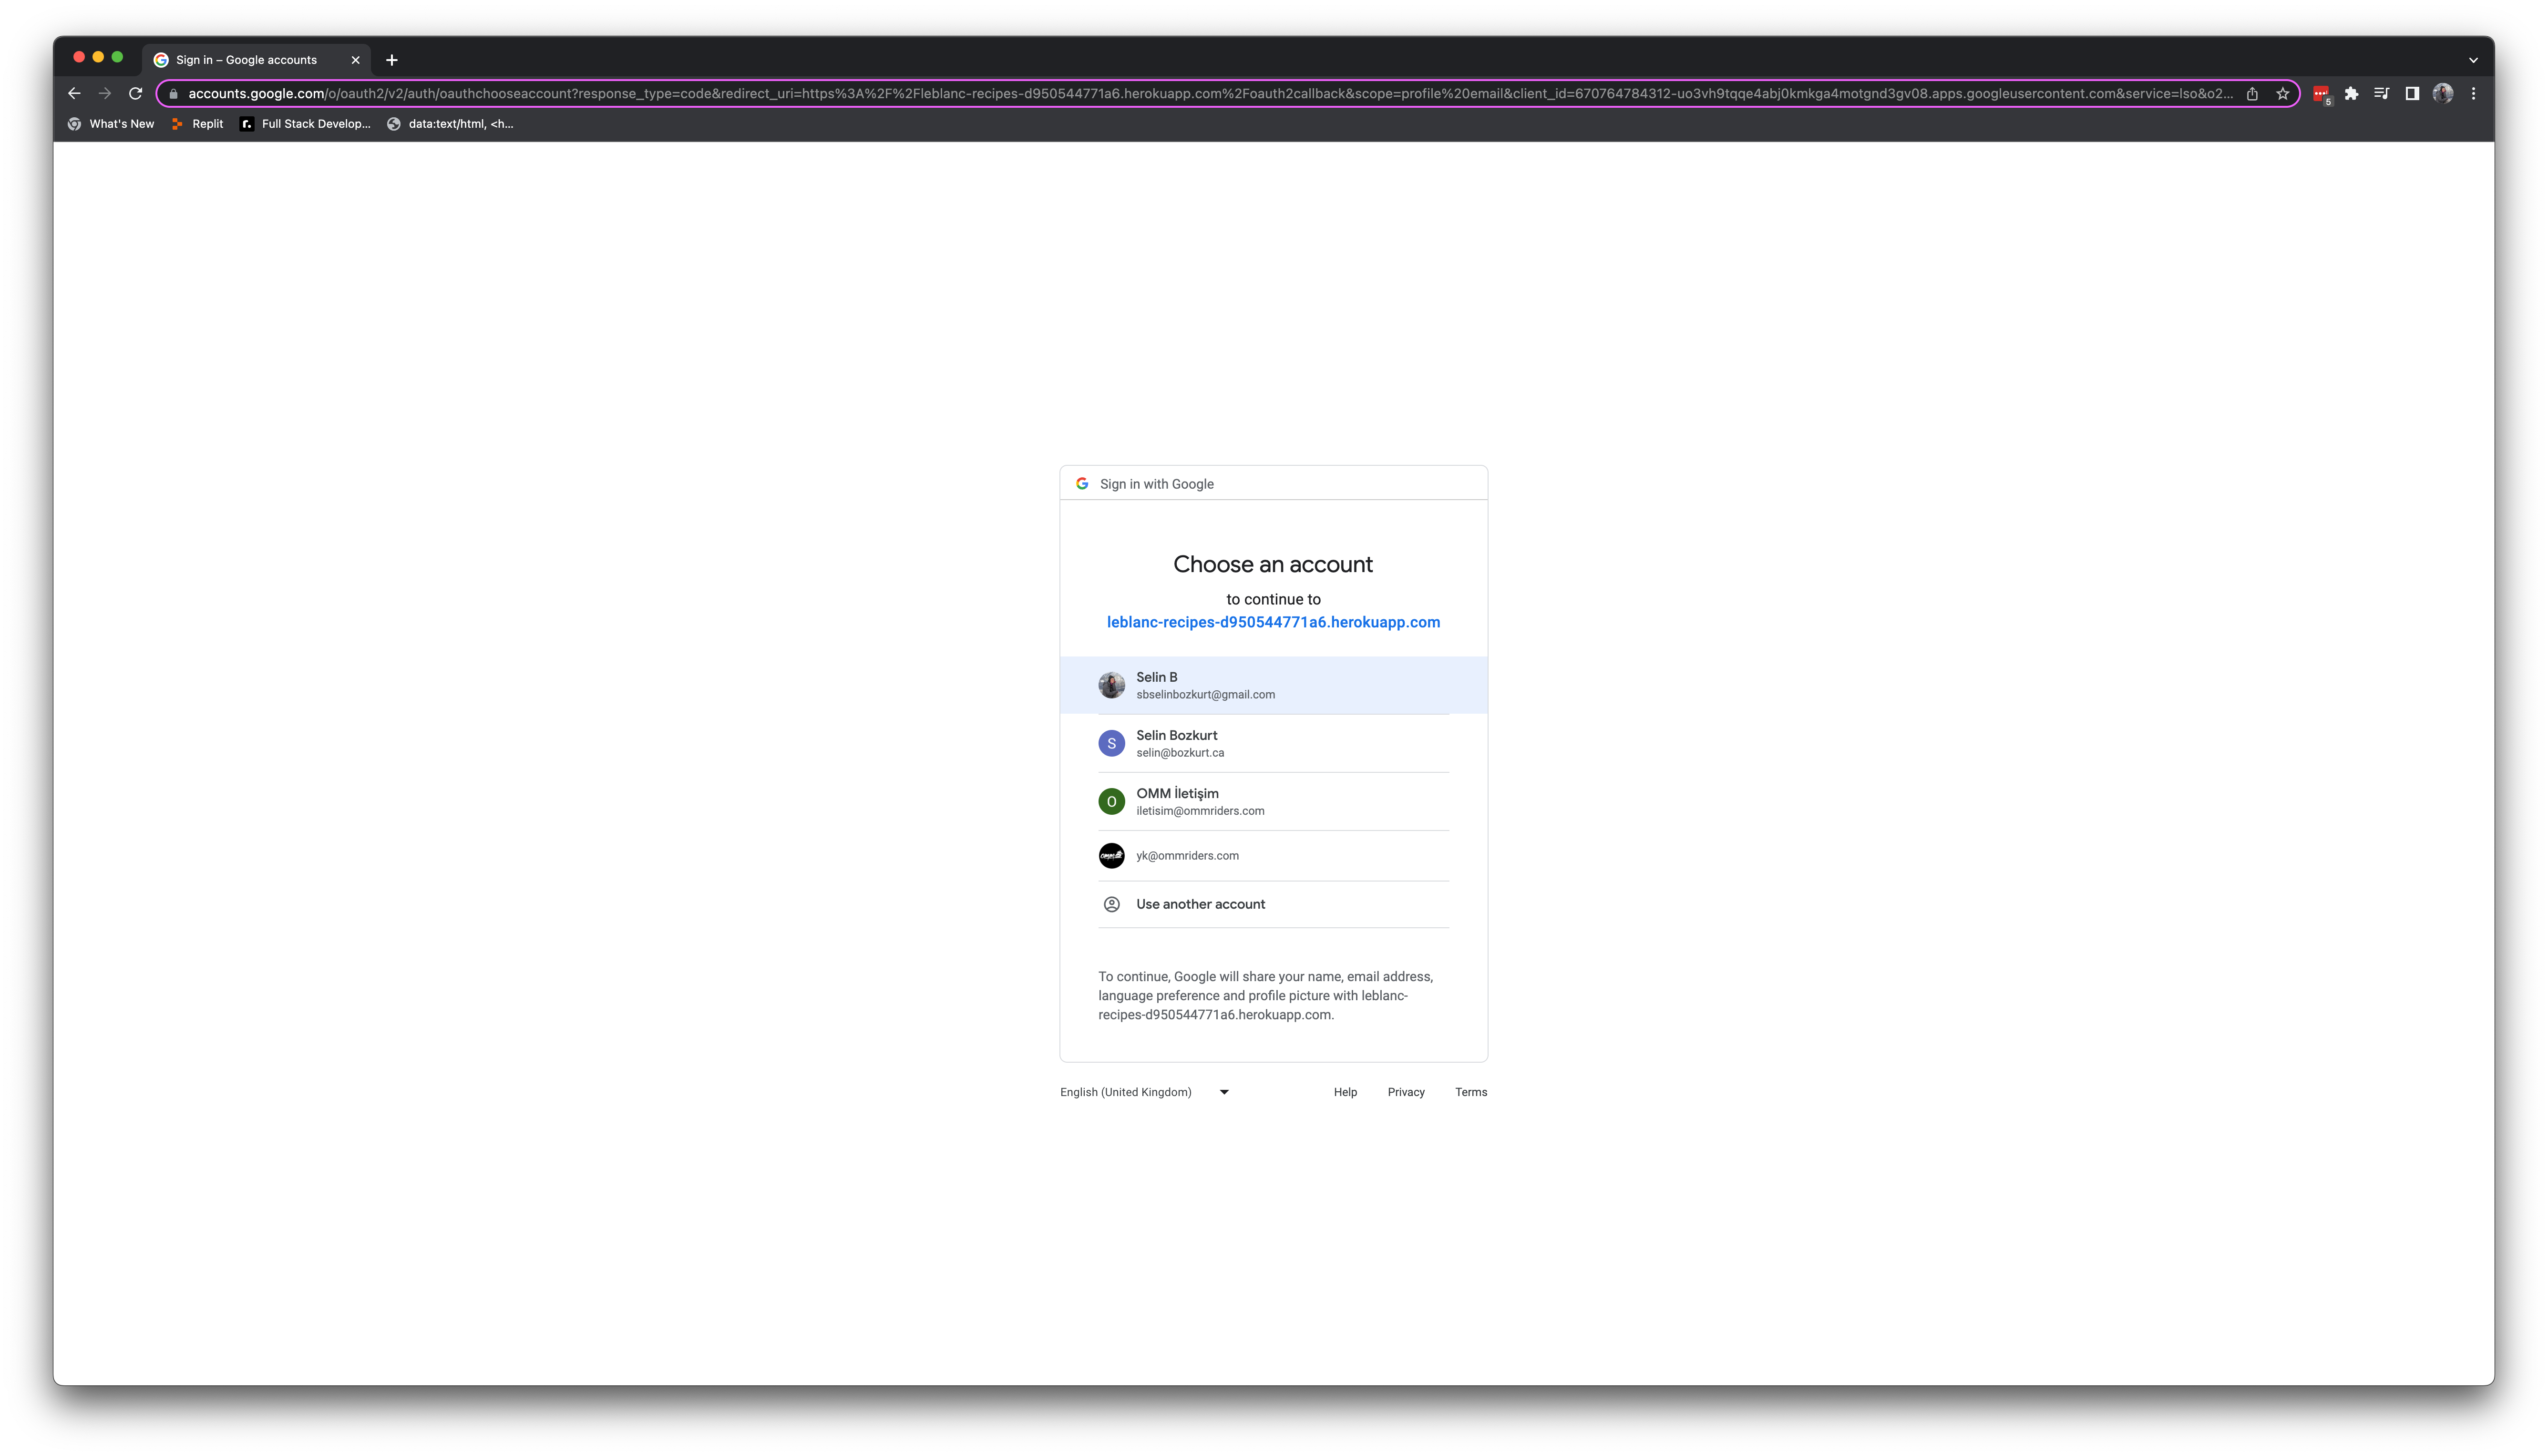 Sign in – Google accounts
accounts.google.com/o/oauth2/v2/auth/oauthchooseaccount?response_type=code&redirect_uri=https%3A%2F%2Fleblanc-recipes-d950544771a6.herokuapp.com%2Foauth2callback&scope=profile%20email&client_id=670764784312-uo3vh9tqqe4abj0kmkga4motgnd3gv08.apps.googleusercontent.com&service=lso&o2...
5
What's New Replit r. Full Stack Develop... data:text/html, <h...
Sign in with Google
Choose an account
to continue to
leblanc-recipes-d950544771a6.herokuapp.com
Selin B
sbselinbozkurt@gmail.com
S
Selin Bozkurt
selin@bozkurt.ca
O
OMM İletişim
iletisim@ommriders.com
yk@ommriders.com
Use another account
To continue, Google will share your name, email address,
language preference and profile picture with leblanc-
recipes-d950544771a6.herokuapp.com.
English (United Kingdom) Help Privacy Terms